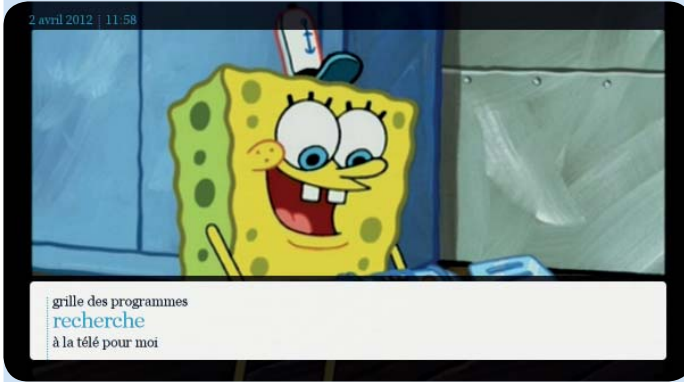 2 avril 2012 | 11:58
grille des programmes
recherche
à la télé pour moi